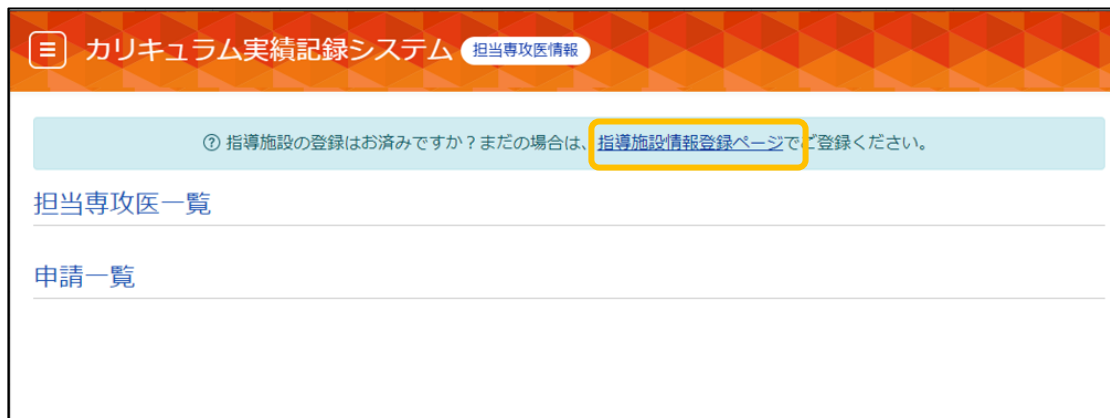 カリキュラム実績記録システム 担当専攻医情報
? 指導施設の登録はお済みですか？まだの場合は、指導施設情報登録ページでご登録ください。
担当専攻医一覧
申請一覧